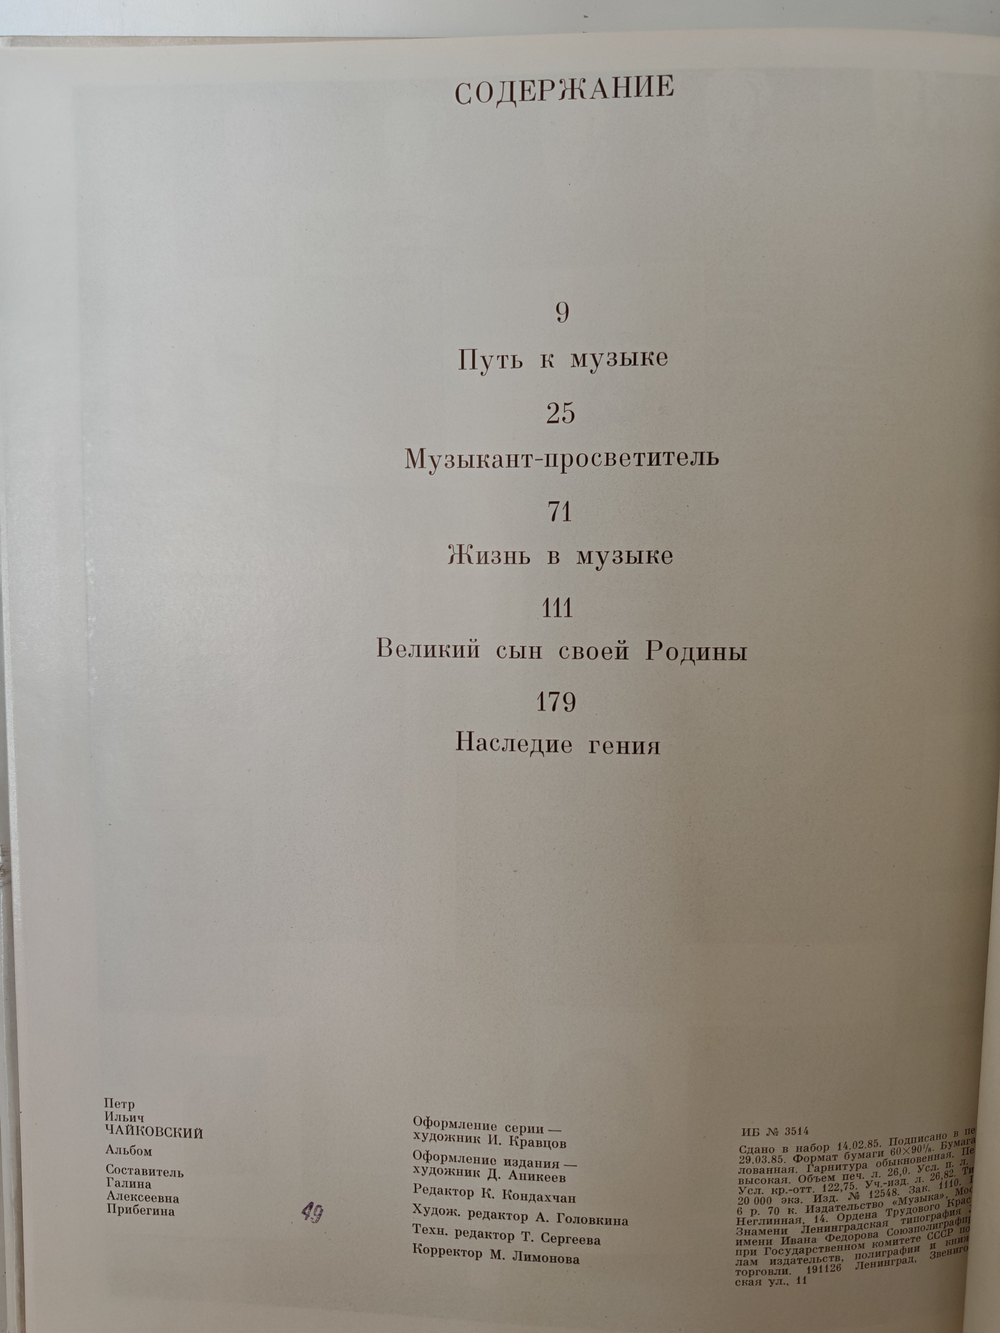 СОДЕРЖАНИЕ
9
Путь к музыке
25
Музыкант-просветитель
71
Жизнь в музыке
111
Великий сын своей Родины
179
Наследие гения
Петр
Ильич
ЧАЙКОВСКИЙ
Альбом
Составитель
Галина
Алексеевна
Прибегина
49
Оформление серии —
художник И. Кравцов
Оформление издания —
художник Д. Аникеев
Редактор К. Кондахчан
Худож. редактор А. Головкина
Техн. редактор Т. Сергеева
Корректор М. Лимонова
ИБ № 3514
Сдано в набор 14.02.85. Подписано в
29.03.85. Формат бумаги 60×90⅛. Бумага
лованная. Гарнитура обыкновенная.
высокая. Объем печ. л. 26,0. Усл. п. л.
Усл. кр.-отт. 122,75. Уч.-изд. л. 26,82.
20 000 экз. Изд. № 12548. Зак. 1110.
6 р. 70 к. Издательство «Музыка»,
Неглинная, 14. Ордена Трудового
Знамени Ленинградская типография
имени Ивана Федорова
при Государственном комитете СССР
лам издательств, полиграфии и
торговли. 191126 Ленинград,
ская ул., 11